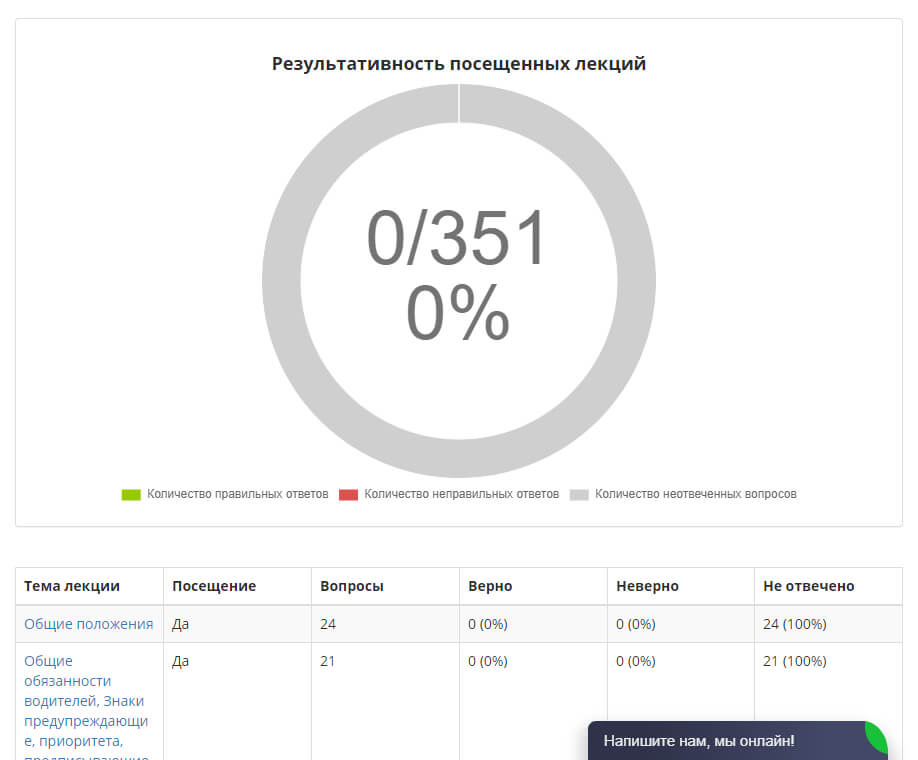 Результативность посещенных лекций
0/351
0%
Количество правильных ответов Количество неправильных ответов Количество неотвеченных вопросов
Тема лекции Посещение Вопросы Верно Неверно Не отвечено
Общие положения Да 24 0 (0%) 0 (0%) 24 (100%)
Общие Да 21 0 (0%) 0 (0%) 21 (100%)
обязанности
водителей, Знаки
предупреждающи
е, приоритета,
предписывающие
Напишите нам, мы онлайн!